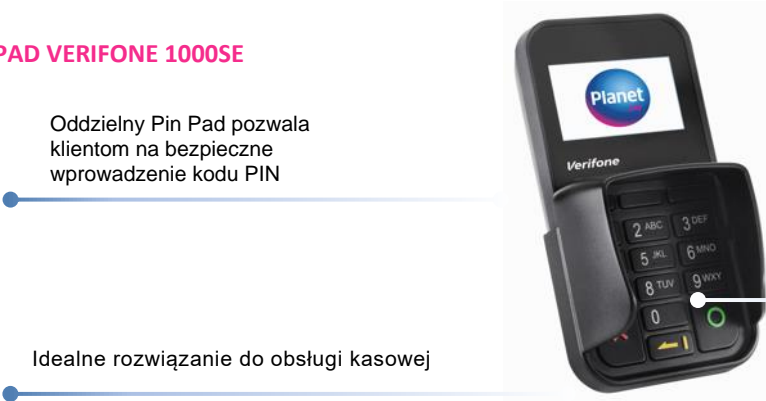 PAD VERIFONE 1000SE
Oddzielny Pin Pad pozwala
klientom na bezpieczne
wprowadzenie kodu PIN
Idealne rozwiązanie do obsługi kasowej
Planet
Verifone
2 ABC 3 DEF
5 JKL 6 MNO
8 TUV 9 WXY
0